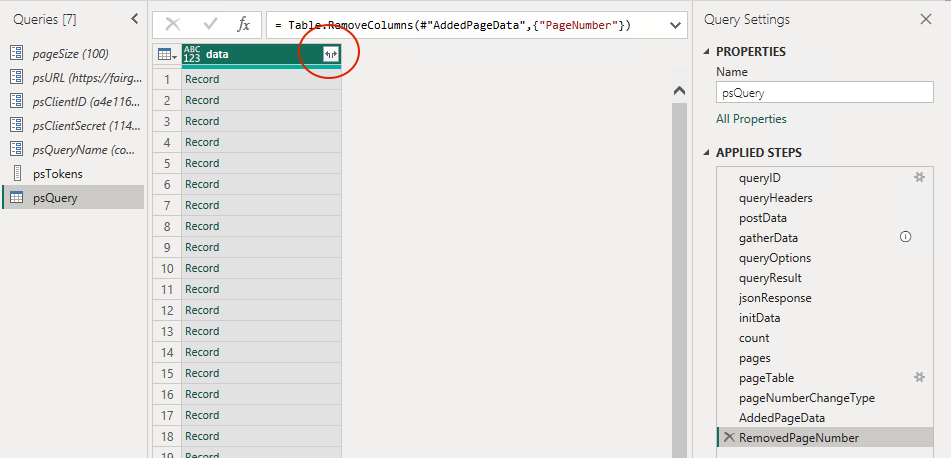 Queries [7]
pageSize (100)
psURL (https://fairg...
psClientID (a4e116...
psClientSecret (114...
psQueryName (co...
psTokens
psQuery
fx
= Table.RemoveColumns(#"AddedPageData",{"PageNumber"})
ABC
123
data
1 Record
2 Record
3 Record
4 Record
5 Record
6 Record
7 Record
8 Record
9 Record
10 Record
11 Record
12 Record
13 Record
14 Record
15 Record
16 Record
17 Record
18 Record
19 Record
Query Settings
PROPERTIES
Name
psQuery
All Properties
APPLIED STEPS
queryID
queryHeaders
postData
gatherData
queryOptions
queryResult
jsonResponse
initData
count
pages
pageTable
pageNumberChangeType
AddedPageData
RemovedPageNumber